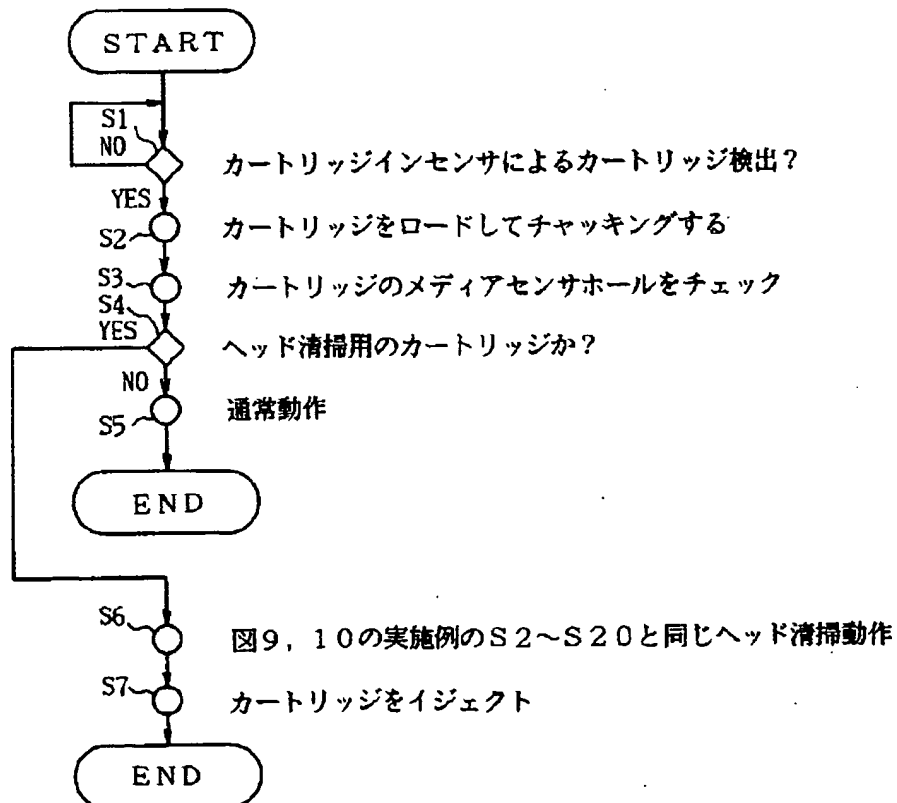 START
S1
NO
カートリッジインセンサによるカートリッジ検出？
YES
S2
カートリッジをロードしてチャッキングする
S3
カートリッジのメディアセンサホールをチェック
S4
YES
ヘッド清掃用のカートリッジか？
NO
S5
通常動作
END
S6
図９，１０の実施例のＳ２～Ｓ２０と同じヘッド清掃動作
S7
カートリッジをイジェクト
END